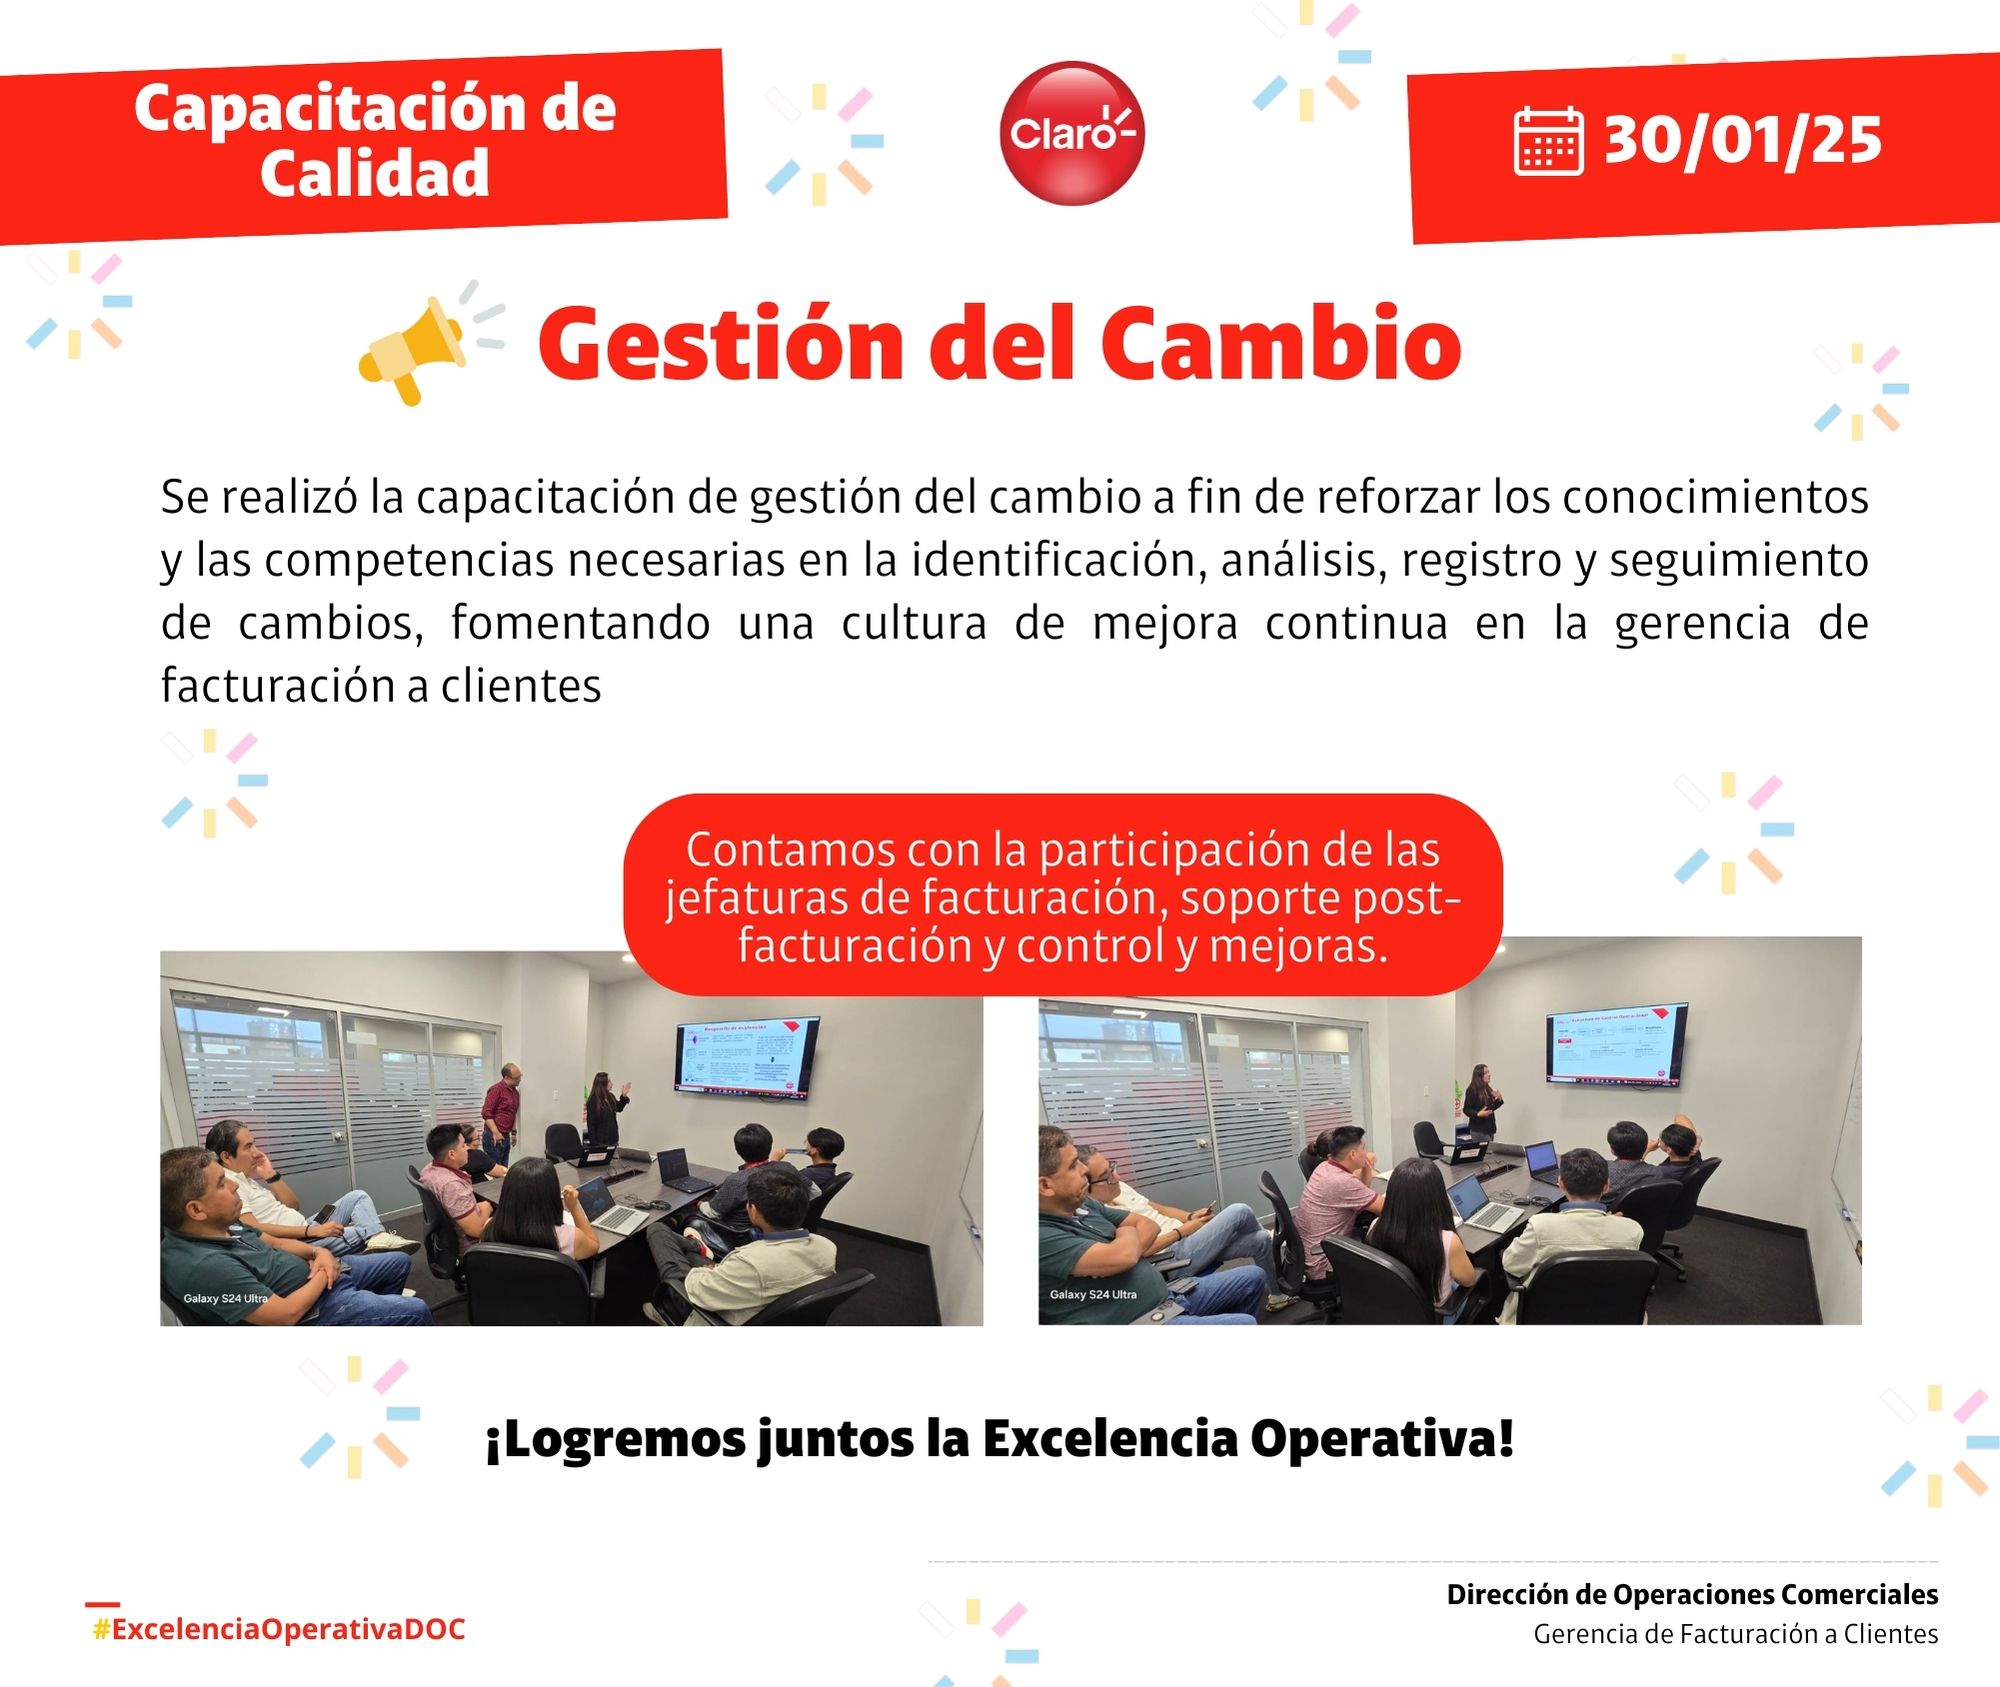 Capacitación de
Calidad
Claro
30/01/25
Gestión del Cambio
Se realizó la capacitación de gestión del cambio a fin de reforzar los conocimientos
y las competencias necesarias en la identificación, análisis, registro y seguimiento
de cambios, fomentando una cultura de mejora continua en la gerencia de
facturación a clientes
Contamos con la participación de las
jefaturas de facturación, soporte post-
facturación y control y mejoras.
Estructura de Control Operacional
Galaxy S24 Ultra
Galaxy S24 Ultra
¡Logremos juntos la Excelencia Operativa!
#ExcelenciaOperativaDOC
Dirección de Operaciones Comerciales
Gerencia de Facturación a Clientes